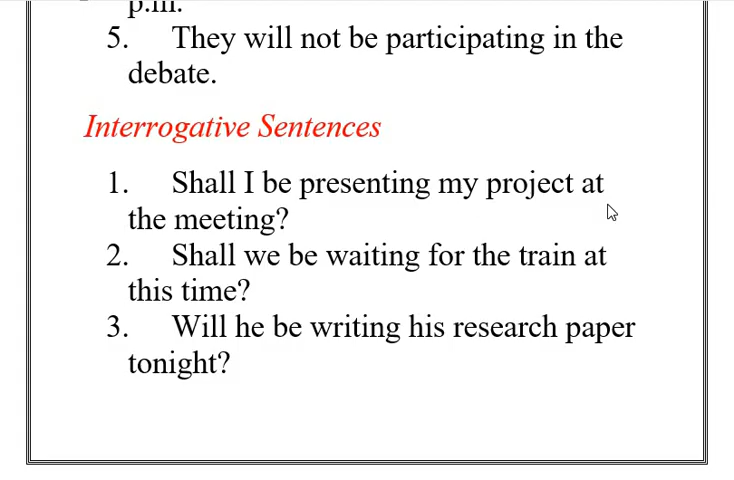 p.m.
5. They will not be participating in the
debate.
Interrogative Sentences
1. Shall I be presenting my project at
the meeting?
2. Shall we be waiting for the train at
this time?
3. Will he be writing his research paper
tonight?